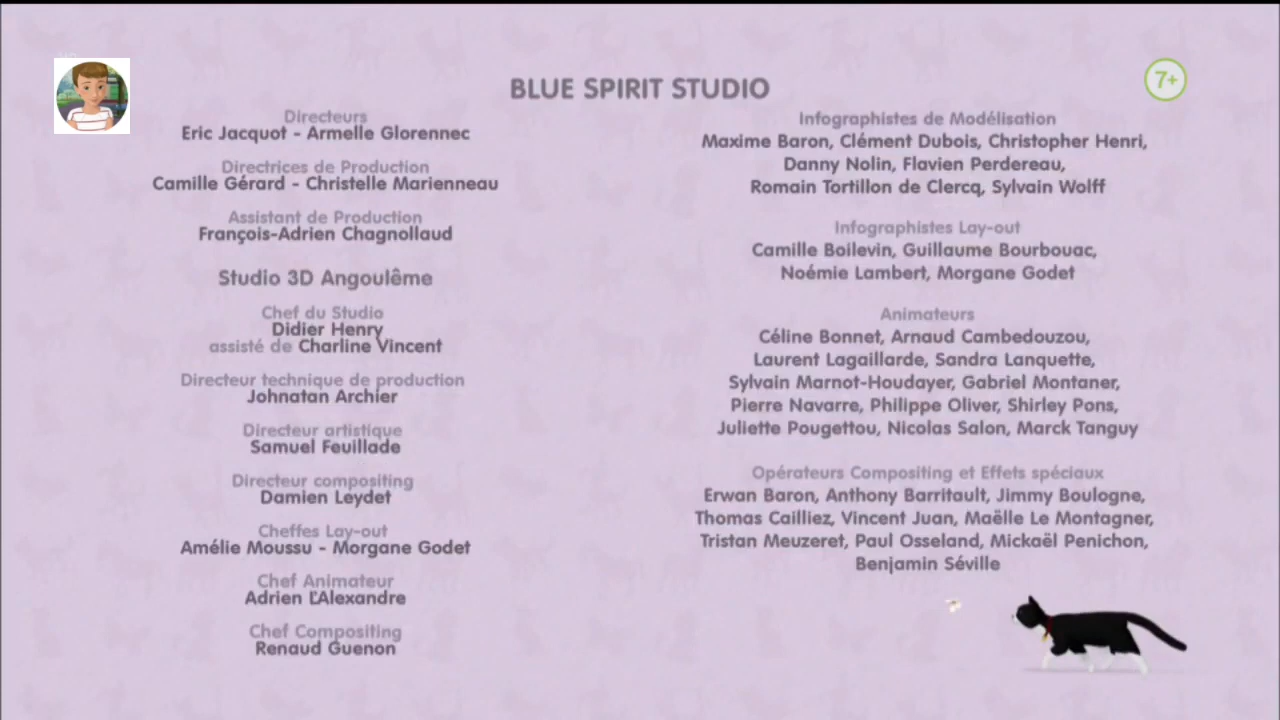 BLUE SPIRIT STUDIO
7+
Directeurs
Eric Jacquot - Armelle Glorennec
Directrices de Production
Camille Gérard - Christelle Marienneau
Assistant de Production
François-Adrien Chagnollaud
Studio 3D Angoulême
Chef du Studio
Didier Henry
assisté de Charline Vincent
Directeur technique de production
Johnatan Archier
Directeur artistique
Samuel Feuillade
Directeur compositing
Damien Leydet
Cheffes Lay-out
Amélie Moussu - Morgane Godet
Chef Animateur
Adrien L'Alexandre
Chef Compositing
Renaud Guenon
Infographistes de Modélisation
Maxime Baron, Clément Dubois, Christopher Henri,
Danny Nolin, Flavien Perdereau,
Romain Tortillon de Clercq, Sylvain Wolff
Infographistes Lay-out
Camille Boilevin, Guillaume Bourbouac,
Noémie Lambert, Morgane Godet
Animateurs
Céline Bonnet, Arnaud Cambedouzou,
Laurent Lagaillarde, Sandra Lanquette,
Sylvain Marnot-Houdayer, Gabriel Montaner,
Pierre Navarre, Philippe Oliver, Shirley Pons,
Juliette Pougettou, Nicolas Salon, Marck Tanguy
Opérateurs Compositing et Effets spéciaux
Erwan Baron, Anthony Barritault, Jimmy Boulogne,
Thomas Cailliez, Vincent Juan, Maëlle Le Montagner,
Tristan Meuzeret, Paul Osseland, Mickaël Penichon,
Benjamin Séville